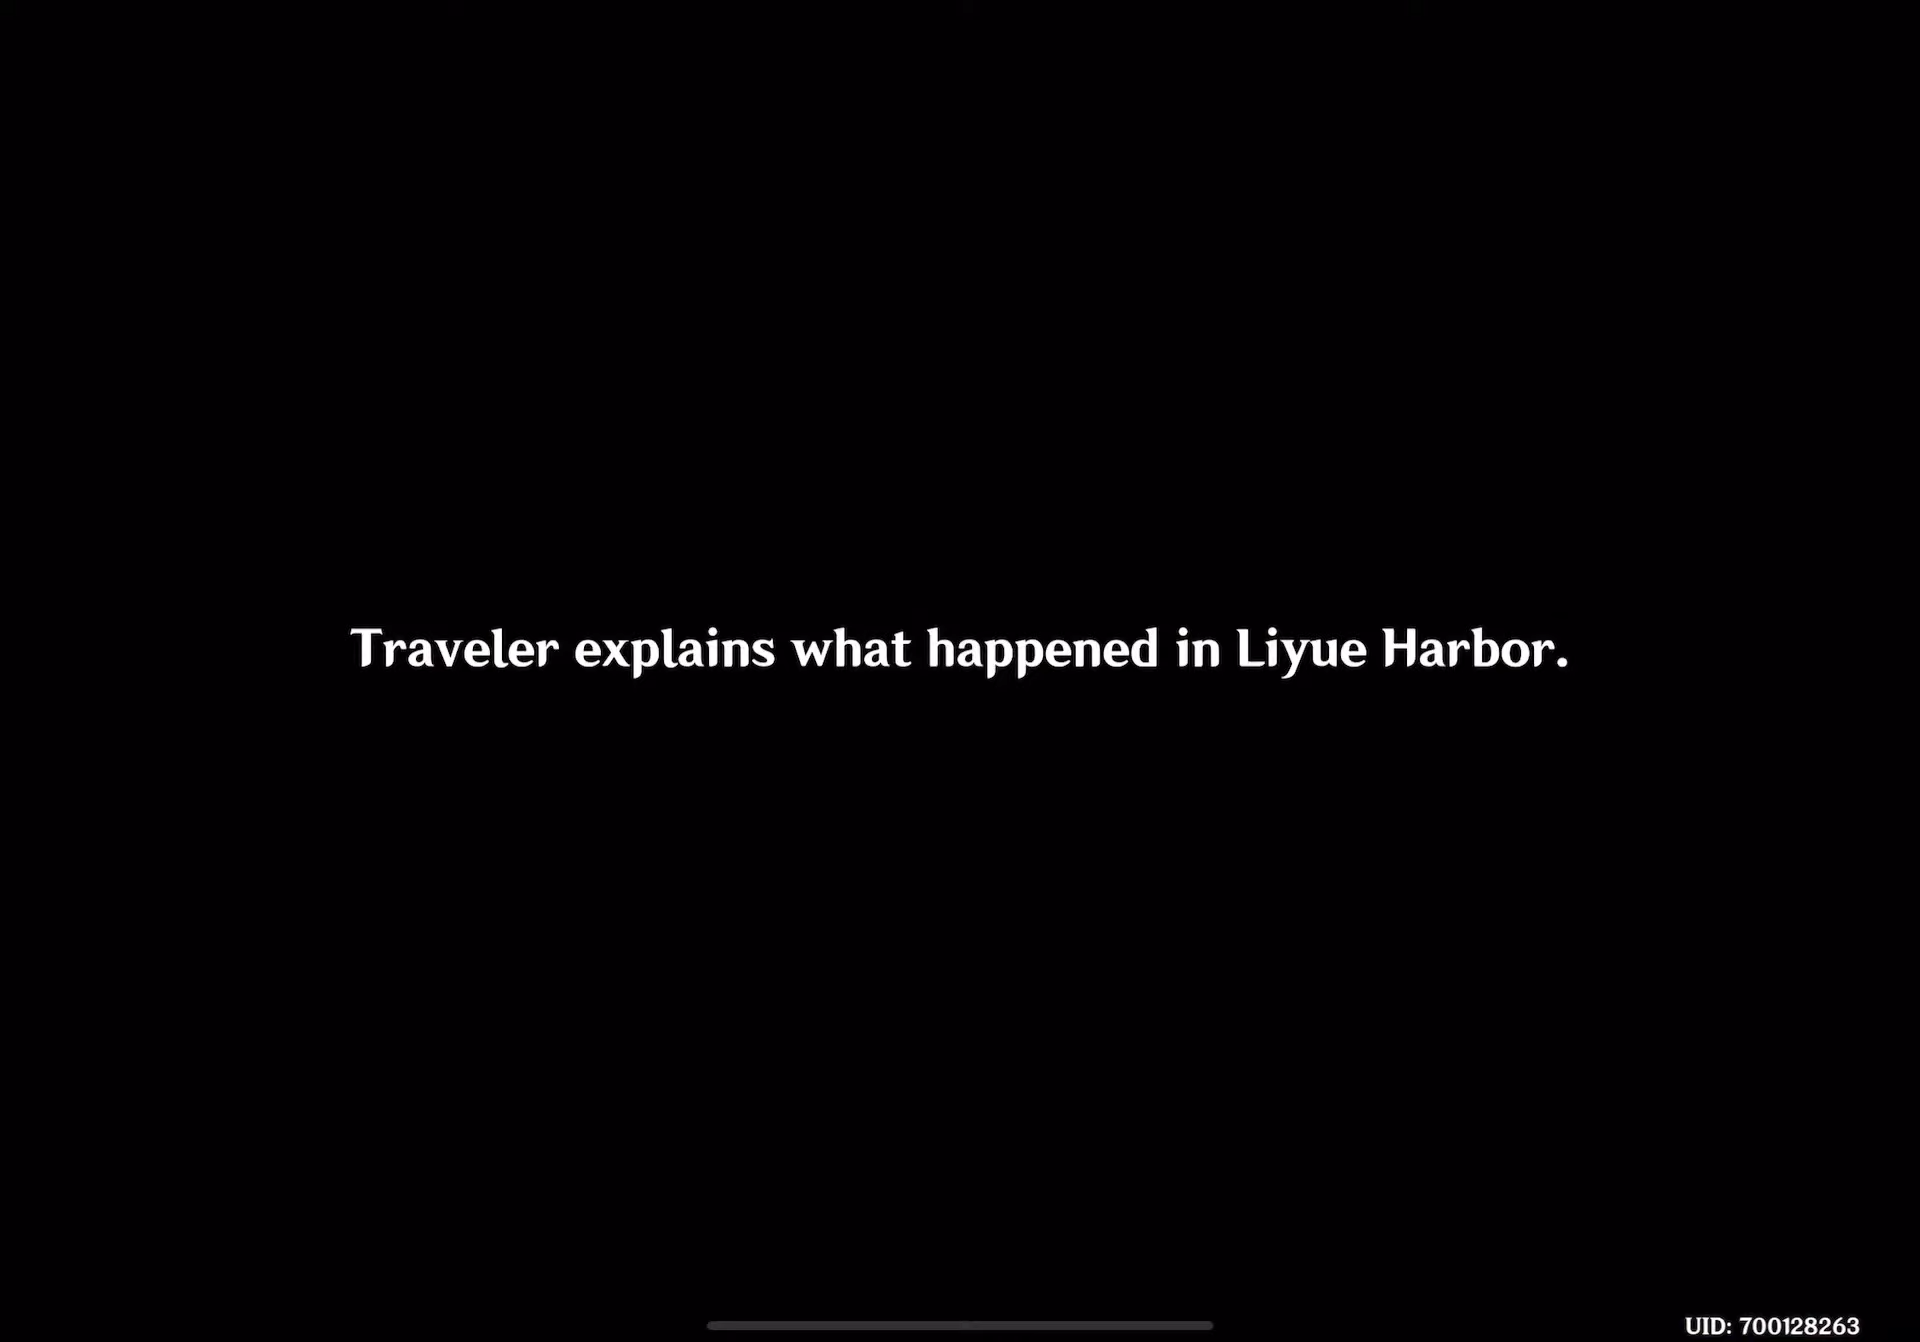 Traveler explains what happened in Liyue Harbor.
UID: 700128263